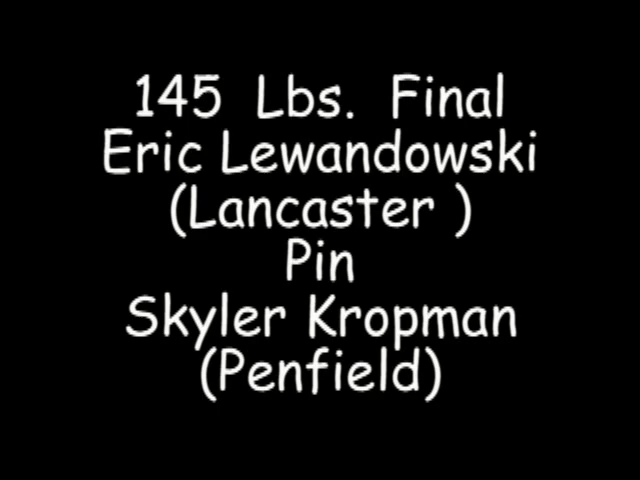 145 Lbs. Final
Eric Lewandowski
(Lancaster )
Pin
Skyler Kropman
(Penfield)